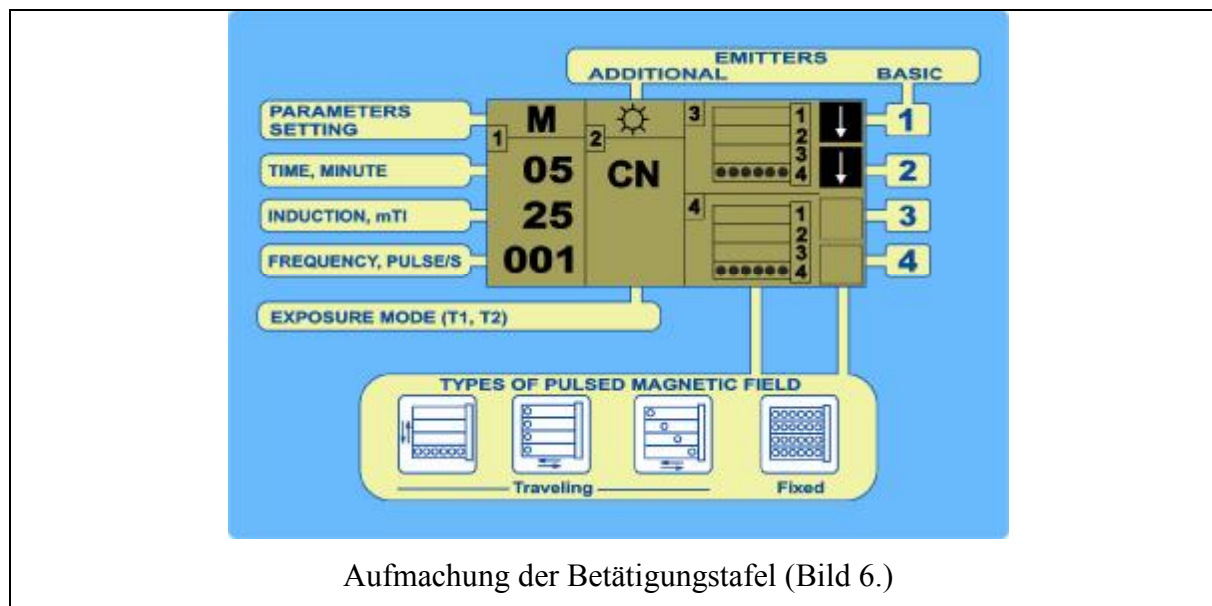 EMITTERS
ADDITIONAL BASIC
PARAMETERS
SETTING
M
3
1
2
3
4
1
1
2
TIME, MINUTE
05
CN
2
INDUCTION, mTl
25
4
1
2
3
4
3
FREQUENCY, PULSE/S
001
4
EXPOSURE MODE (T1, T2)
TYPES OF PULSED MAGNETIC FIELD
Traveling Fixed
Aufmachung der Betätigungstafel (Bild 6.)